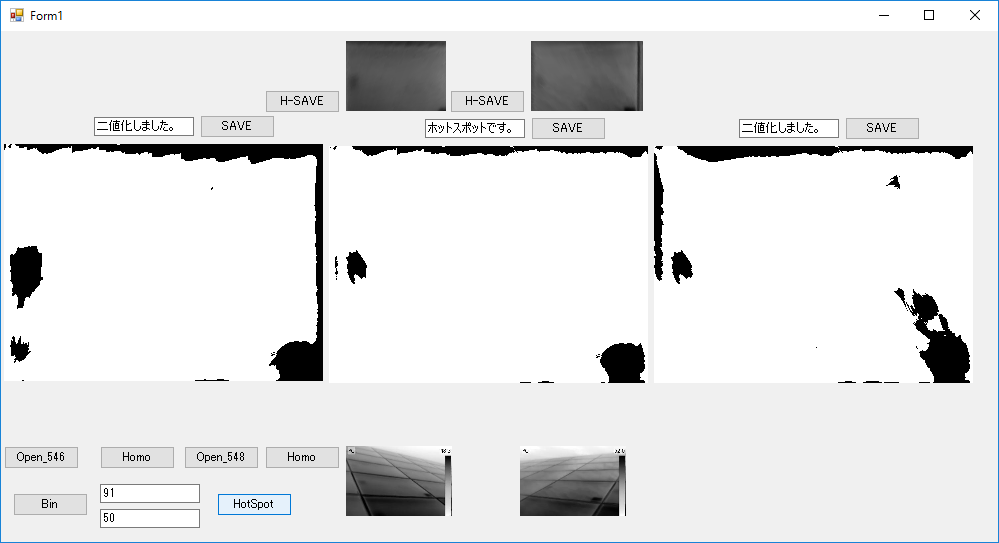 Form1
H-SAVE
H-SAVE
二値化しました。
SAVE
ホットスポットです。
SAVE
二値化しました。
SAVE
Open_546
Homo
Open_548
Homo
Bin
91
50
HotSpot